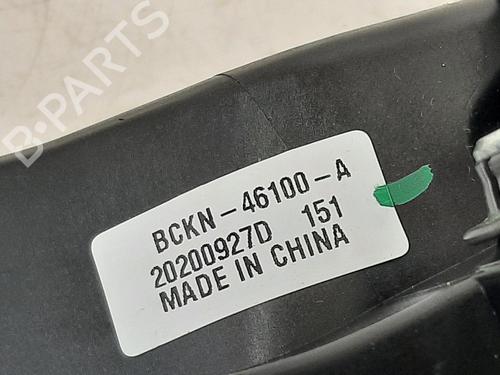 B-PARTS
BCKN-46100-A
20200927D 151
MADE IN CHINA